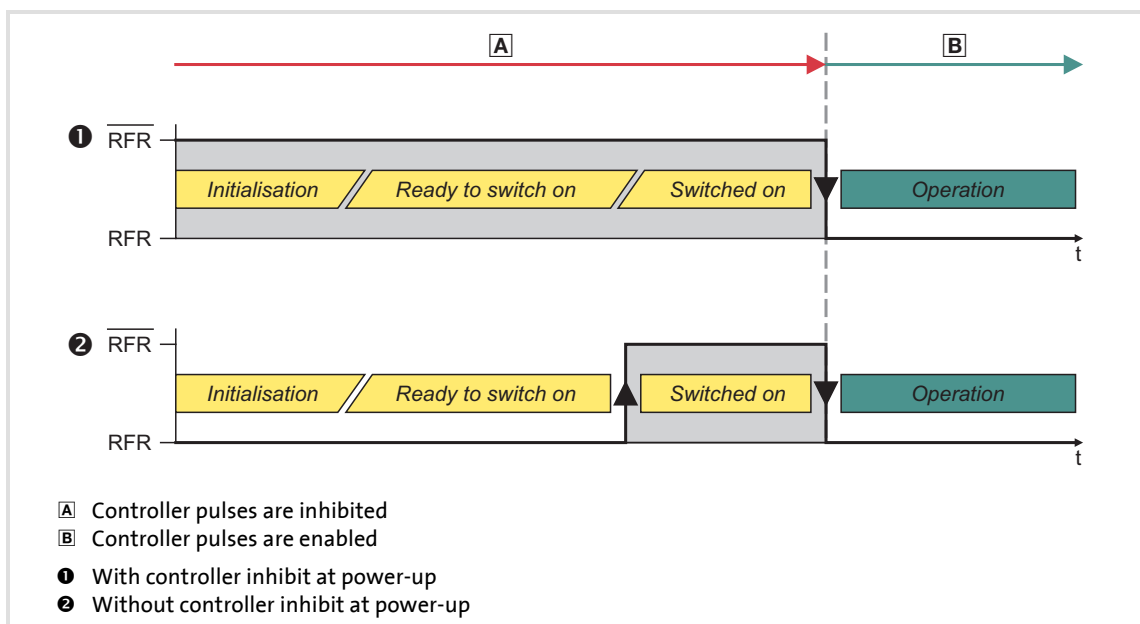 A B
❶ R̅F̅R̅
Initialisation Ready to switch on Switched on Operation
RFR
t
❷ R̅F̅R̅
Initialisation Ready to switch on Switched on Operation
RFR
t
A Controller pulses are inhibited
B Controller pulses are enabled
❶ With controller inhibit at power-up
❷ Without controller inhibit at power-up